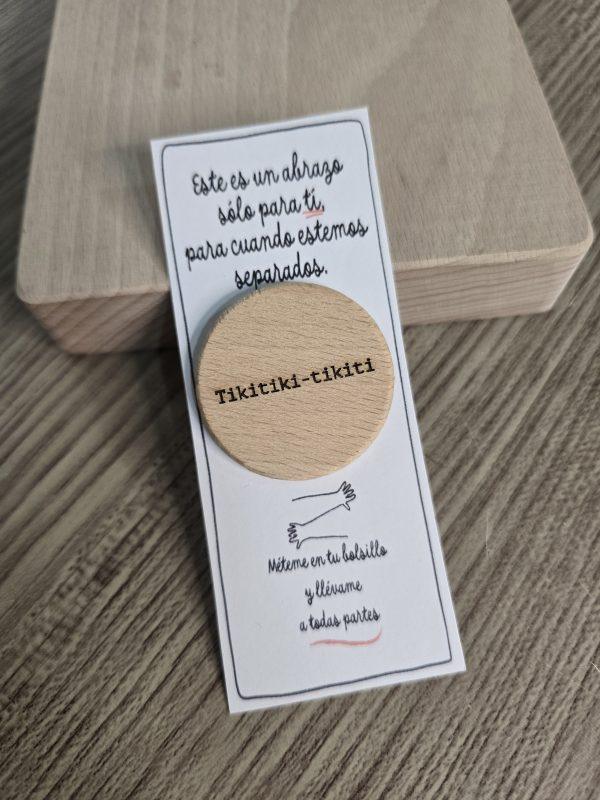 Este es un abrazo
sólo para tí,
para cuando estemos
separados.
Tikitiki-tikiti
Méteme en tu bolsillo
y llévame
a todas partes